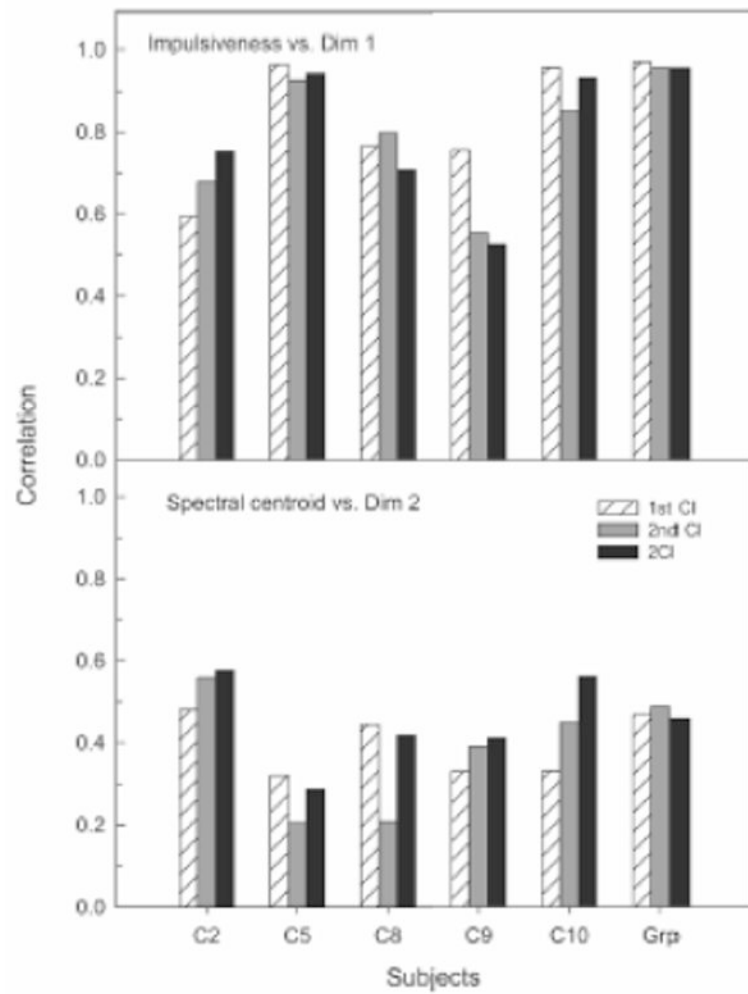 Impulsiveness vs. Dim 1
1.0
0.8
0.6
0.4
0.2
0.0
Correlation
Spectral centroid vs. Dim 2
1st CI
2nd CI
2CI
1.0
0.8
0.6
0.4
0.2
0.0
C2 C5 C8 C9 C10 Grp
Subjects